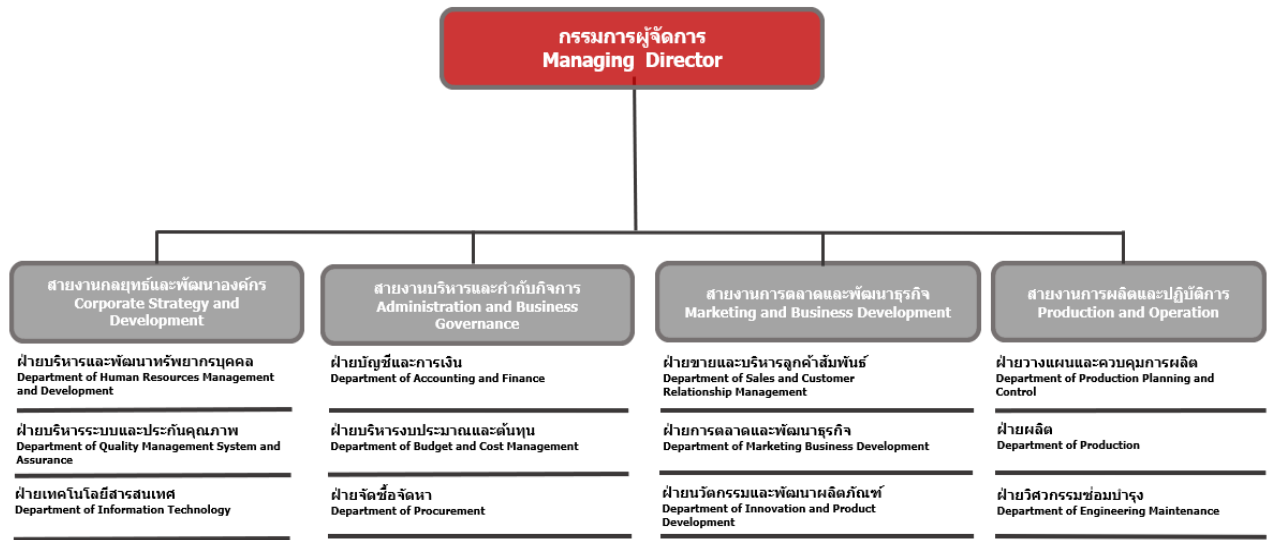 กรรมการผู้จัดการ
Managing Director
สายงานกลยุทธ์และพัฒนาองค์กร
Corporate Strategy and
Development
ฝ่ายบริหารและพัฒนาทรัพยากรบุคคล
Department of Human Resources Management
and Development
ฝ่ายบริหารระบบและประกันคุณภาพ
Department of Quality Management System and
Assurance
ฝ่ายเทคโนโลยีสารสนเทศ
Department of Information Technology
สายงานบริหารและกำกับกิจการ
Administration and Business
Governance
ฝ่ายบัญชีและการเงิน
Department of Accounting and Finance
ฝ่ายบริหารงบประมาณและต้นทุน
Department of Budget and Cost Management
ฝ่ายจัดซื้อจัดหา
Department of Procurement
สายงานการตลาดและพัฒนาธุรกิจ
Marketing and Business Development
ฝ่ายขายและบริหารลูกค้าสัมพันธ์
Department of Sales and Customer
Relationship Management
ฝ่ายการตลาดและพัฒนาธุรกิจ
Department of Marketing Business Development
ฝ่ายนวัตกรรมและพัฒนาผลิตภัณฑ์
Department of Innovation and Product
Development
สายงานการผลิตและปฏิบัติการ
Production and Operation
ฝ่ายวางแผนและควบคุมการผลิต
Department of Production Planning and
Control
ฝ่ายผลิต
Department of Production
ฝ่ายวิศวกรรมซ่อมบำรุง
Department of Engineering Maintenance